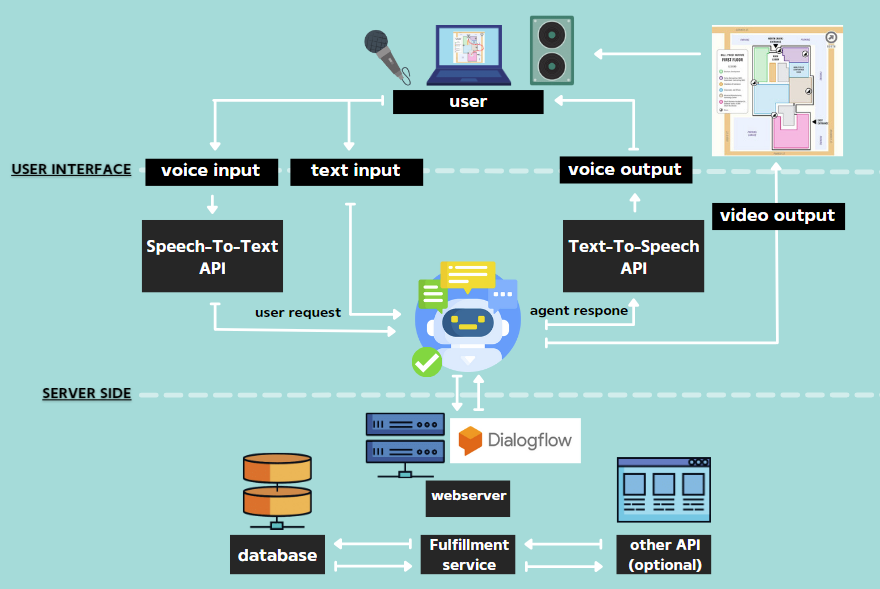 user
USER INTERFACE
voice input
text input
voice output
video output
Speech-To-Text
API
Text-To-Speech
API
user request
agent respone
SERVER SIDE
Dialogflow
webserver
database
Fulfillment
service
other API
(optional)